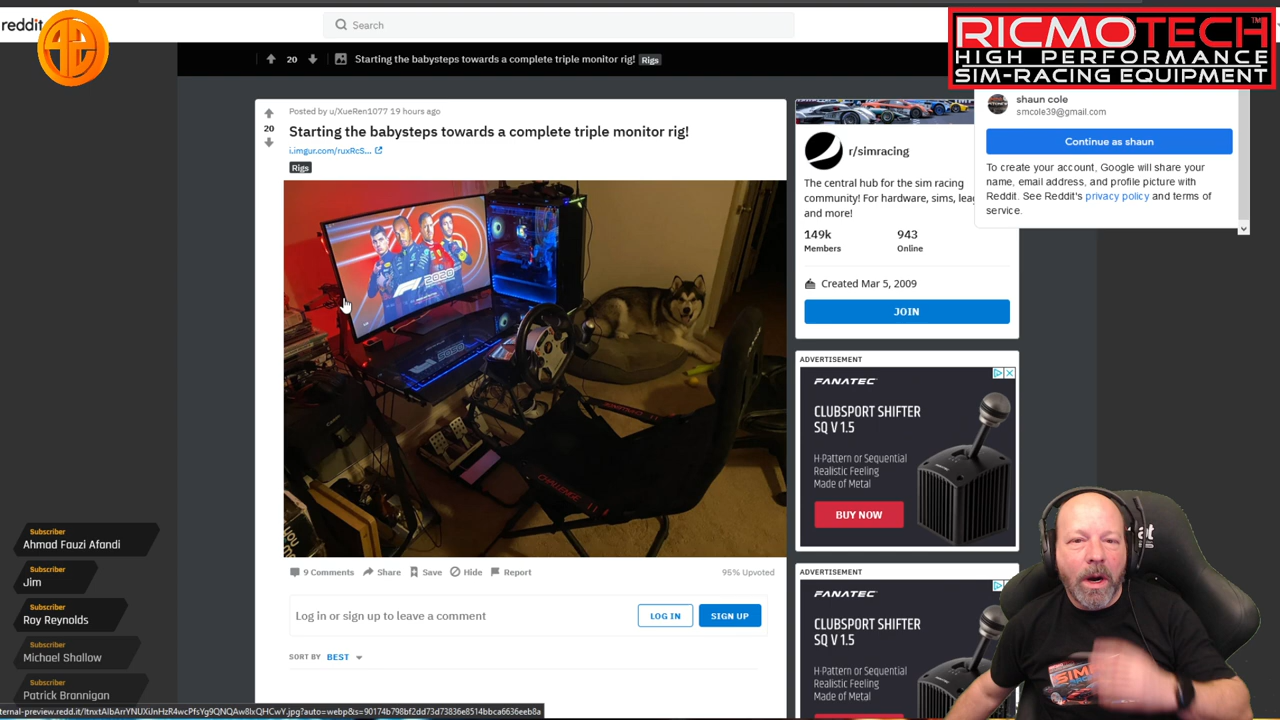 reddit
Search
RICMOTECH™
HIGH PERFORMANCE
SIM-RACING EQUIPMENT
20
Starting the babysteps towards a complete triple monitor rig!
Rigs
shaun cole
smcole39@gmail.com
Continue as shaun
To create your account, Google will share your
name, email address, and profile picture with
Reddit. See Reddit's privacy policy and terms of
service.
Posted by u/XueRen1077 19 hours ago
20
Starting the babysteps towards a complete triple monitor rig!
i.imgur.com/ruxRcS...
Rigs
F1 2020
r/simracing
The central hub for the sim racing
community! For hardware, sims, lea
and more!
149k
943
Members
Online
Created Mar 5, 2009
JOIN
ADVERTISEMENT
FANATEC
CLUBSPORT SHIFTER
SQ V 1.5
H-Pattern or Sequential
Realistic Feeling
Made of Metal
BUY NOW
9 Comments
Share
Save
Hide
Report
95% Upvoted
Log in or sign up to leave a comment
LOG IN
SIGN UP
SORT BY BEST
ADVERTISEMENT
FANATEC
CLUBSPORT SHIFTER
SQ V 1.5
H-Pattern or Sequential
Realistic Feeling
Made of Metal
Subscriber
Ahmad Fauzi Afandi
Subscriber
Jim
Subscriber
Roy Reynolds
Subscriber
Michael Shallow
Subscriber
Patrick Brannigan